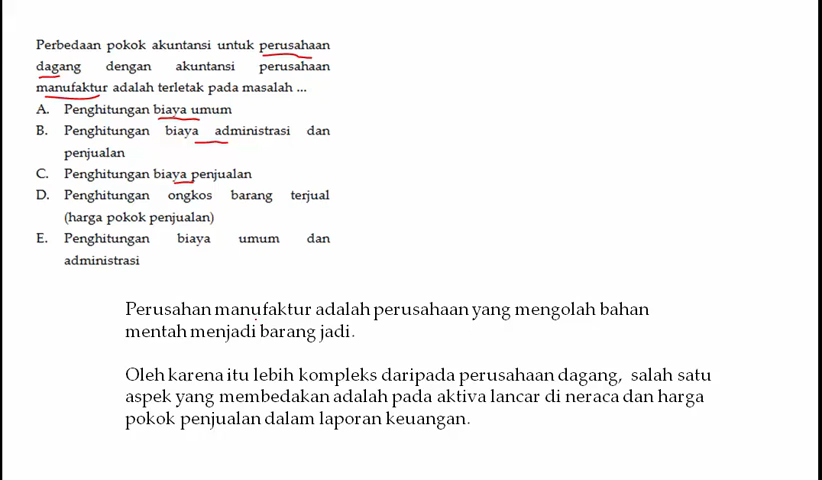 Perbedaan pokok akuntansi untuk perusahaan
dagang dengan akuntansi perusahaan
manufaktur adalah terletak pada masalah ...
A. Penghitungan biaya umum
B. Penghitungan biaya administrasi dan
penjualan
C. Penghitungan biaya penjualan
D. Penghitungan ongkos barang terjual
(harga pokok penjualan)
E. Penghitungan biaya umum dan
administrasi
Perusahan manufaktur adalah perusahaan yang mengolah bahan
mentah menjadi barang jadi.
Oleh karena itu lebih kompleks daripada perusahaan dagang, salah satu
aspek yang membedakan adalah pada aktiva lancar di neraca dan harga
pokok penjualan dalam laporan keuangan.